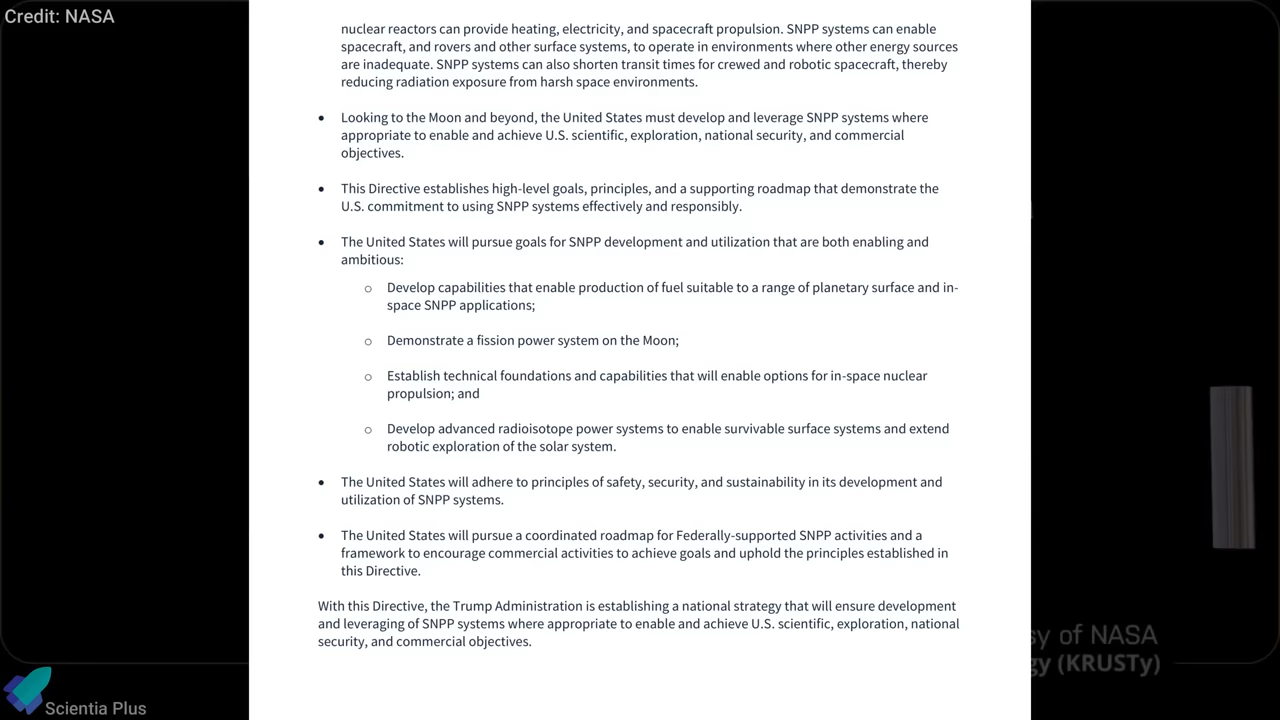 Credit: NASA
nuclear reactors can provide heating, electricity, and spacecraft propulsion. SNPP systems can enable
spacecraft, and rovers and other surface systems, to operate in environments where other energy sources
are inadequate. SNPP systems can also shorten transit times for crewed and robotic spacecraft, thereby
reducing radiation exposure from harsh space environments.
• Looking to the Moon and beyond, the United States must develop and leverage SNPP systems where
appropriate to enable and achieve U.S. scientific, exploration, national security, and commercial
objectives.
• This Directive establishes high-level goals, principles, and a supporting roadmap that demonstrate the
U.S. commitment to using SNPP systems effectively and responsibly.
• The United States will pursue goals for SNPP development and utilization that are both enabling and
ambitious:
o Develop capabilities that enable production of fuel suitable to a range of planetary surface and in-
space SNPP applications;
o Demonstrate a fission power system on the Moon;
o Establish technical foundations and capabilities that will enable options for in-space nuclear
propulsion; and
o Develop advanced radioisotope power systems to enable survivable surface systems and extend
robotic exploration of the solar system.
• The United States will adhere to principles of safety, security, and sustainability in its development and
utilization of SNPP systems.
• The United States will pursue a coordinated roadmap for Federally-supported SNPP activities and a
framework to encourage commercial activities to achieve goals and uphold the principles established in
this Directive.
With this Directive, the Trump Administration is establishing a national strategy that will ensure development
and leveraging of SNPP systems where appropriate to enable and achieve U.S. scientific, exploration, national
security, and commercial objectives.
sy of NASA
gy (KRUSTy)
Scientia Plus